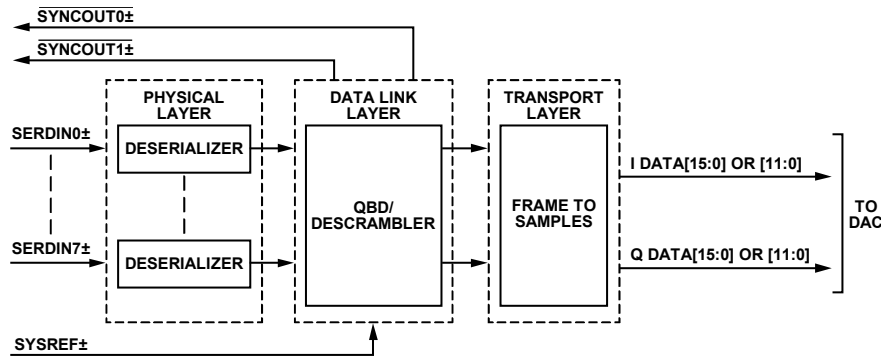 SYNCOUT0±
SYNCOUT1±
PHYSICAL
LAYER
DATA LINK
LAYER
TRANSPORT
LAYER
SERDIN0±
DESERIALIZER
QBD/
DESCRAMBLER
FRAME TO
SAMPLES
I DATA[15:0] OR [11:0]
TO
DAC
SERDIN7±
DESERIALIZER
Q DATA[15:0] OR [11:0]
SYSREF±